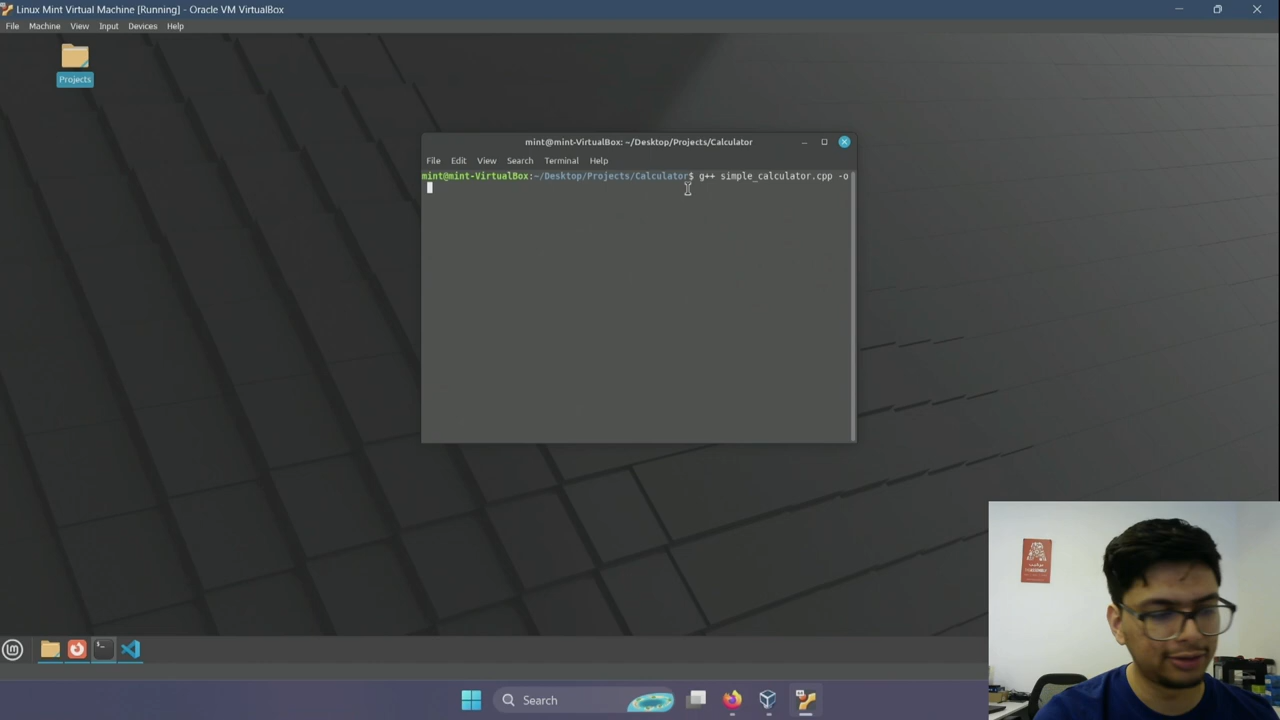 Linux Mint Virtual Machine [Running] - Oracle VM VirtualBox
File Machine View Input Devices Help
Projects
mint@mint-VirtualBox: ~/Desktop/Projects/Calculator
File Edit View Search Terminal Help
mint@mint-VirtualBox:~/Desktop/Projects/Calculator$ g++ simple_calculator.cpp -o
Search